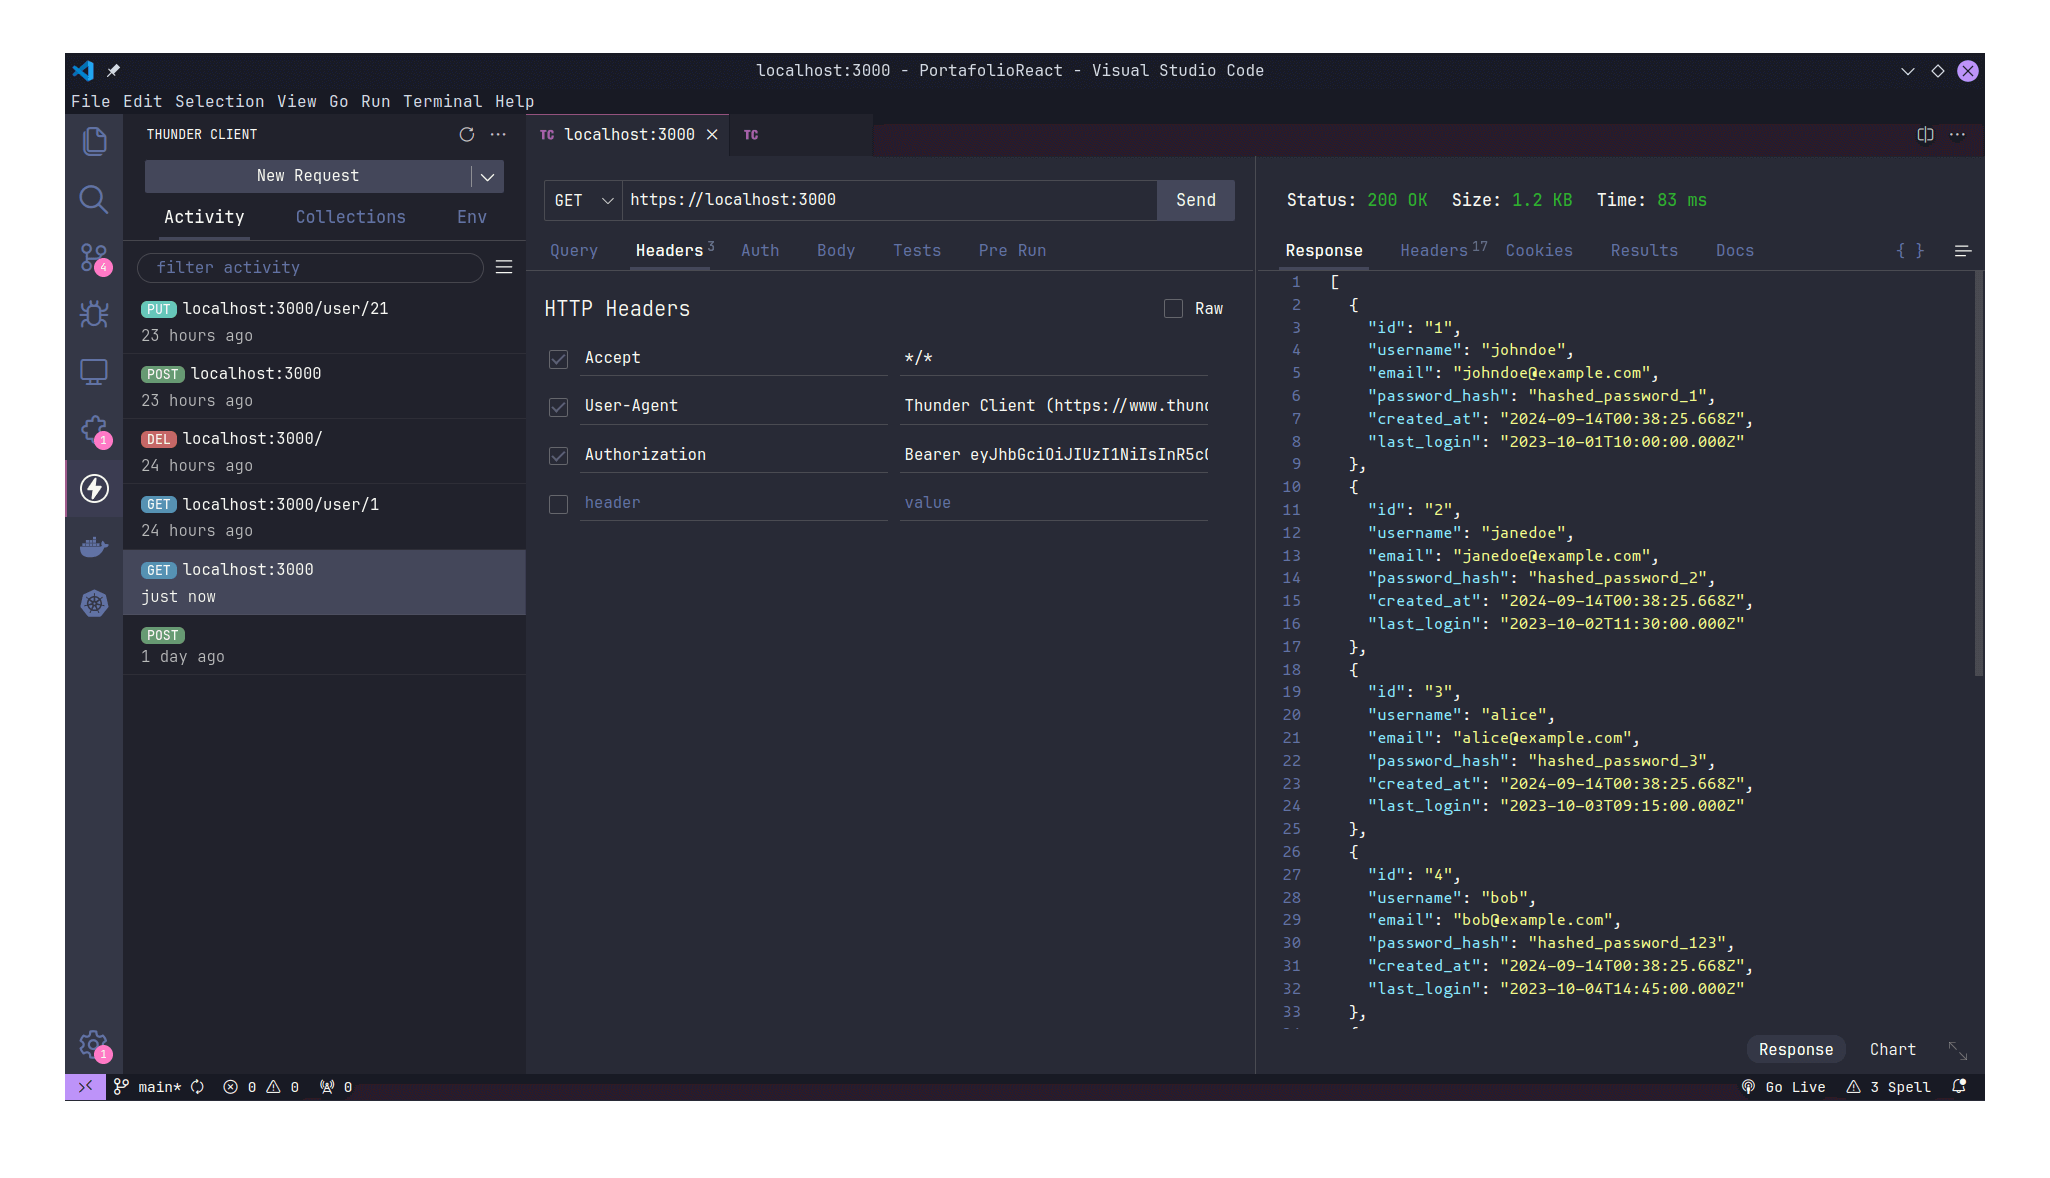 localhost:3000 - PortafolioReact - Visual Studio Code
File Edit Selection View Go Run Terminal Help
THUNDER CLIENT
New Request
Activity Collections Env
filter activity
PUT localhost:3000/user/21
23 hours ago
POST localhost:3000
23 hours ago
DEL localhost:3000/
24 hours ago
GET localhost:3000/user/1
24 hours ago
GET localhost:3000
just now
POST
1 day ago
4
1
1
TC localhost:3000
TC
GET https://localhost:3000 Send
Query Headers 3 Auth Body Tests Pre Run
HTTP Headers Raw
Accept */*
User-Agent Thunder Client (https://www.thund
Authorization Bearer eyJhbGciOiJIUzI1NiIsInR5cC
header value
Status: 200 OK Size: 1.2 KB Time: 83 ms
Response Headers 17 Cookies Results Docs { }
1 [
2 {
3 "id": "1",
4 "username": "johndoe",
5 "email": "johndoe@example.com",
6 "password_hash": "hashed_password_1",
7 "created_at": "2024-09-14T00:38:25.668Z",
8 "last_login": "2023-10-01T10:00:00.000Z"
9 },
10 {
11 "id": "2",
12 "username": "janedoe",
13 "email": "janedoe@example.com",
14 "password_hash": "hashed_password_2",
15 "created_at": "2024-09-14T00:38:25.668Z",
16 "last_login": "2023-10-02T11:30:00.000Z"
17 },
18 {
19 "id": "3",
20 "username": "alice",
21 "email": "alice@example.com",
22 "password_hash": "hashed_password_3",
23 "created_at": "2024-09-14T00:38:25.668Z",
24 "last_login": "2023-10-03T09:15:00.000Z"
25 },
26 {
27 "id": "4",
28 "username": "bob",
29 "email": "bob@example.com",
30 "password_hash": "hashed_password_123",
31 "created_at": "2024-09-14T00:38:25.668Z",
32 "last_login": "2023-10-04T14:45:00.000Z"
33 },
Response Chart
main* 0 0 0 Go Live 3 Spell